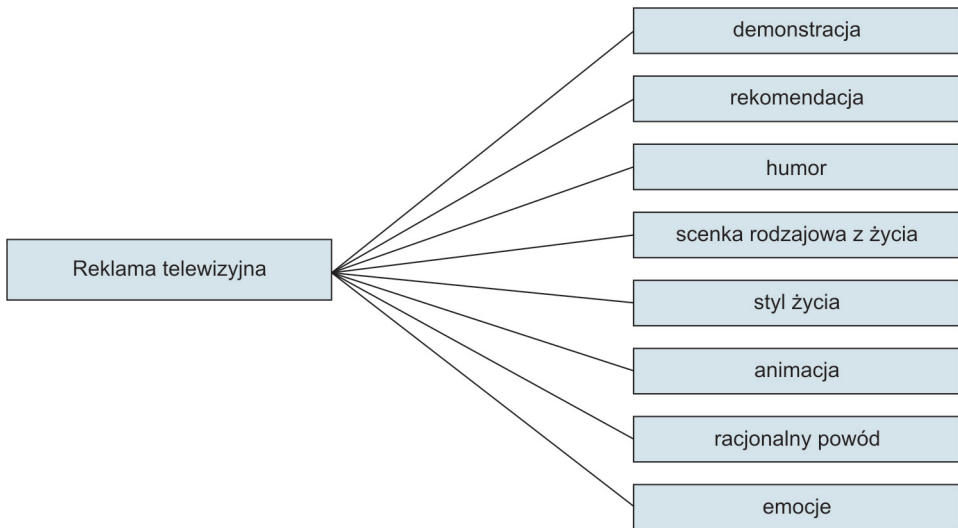 Reklama telewizyjna
demonstracja
rekomendacja
humor
scenka rodzajowa z życia
styl życia
animacja
racjonalny powód
emocje